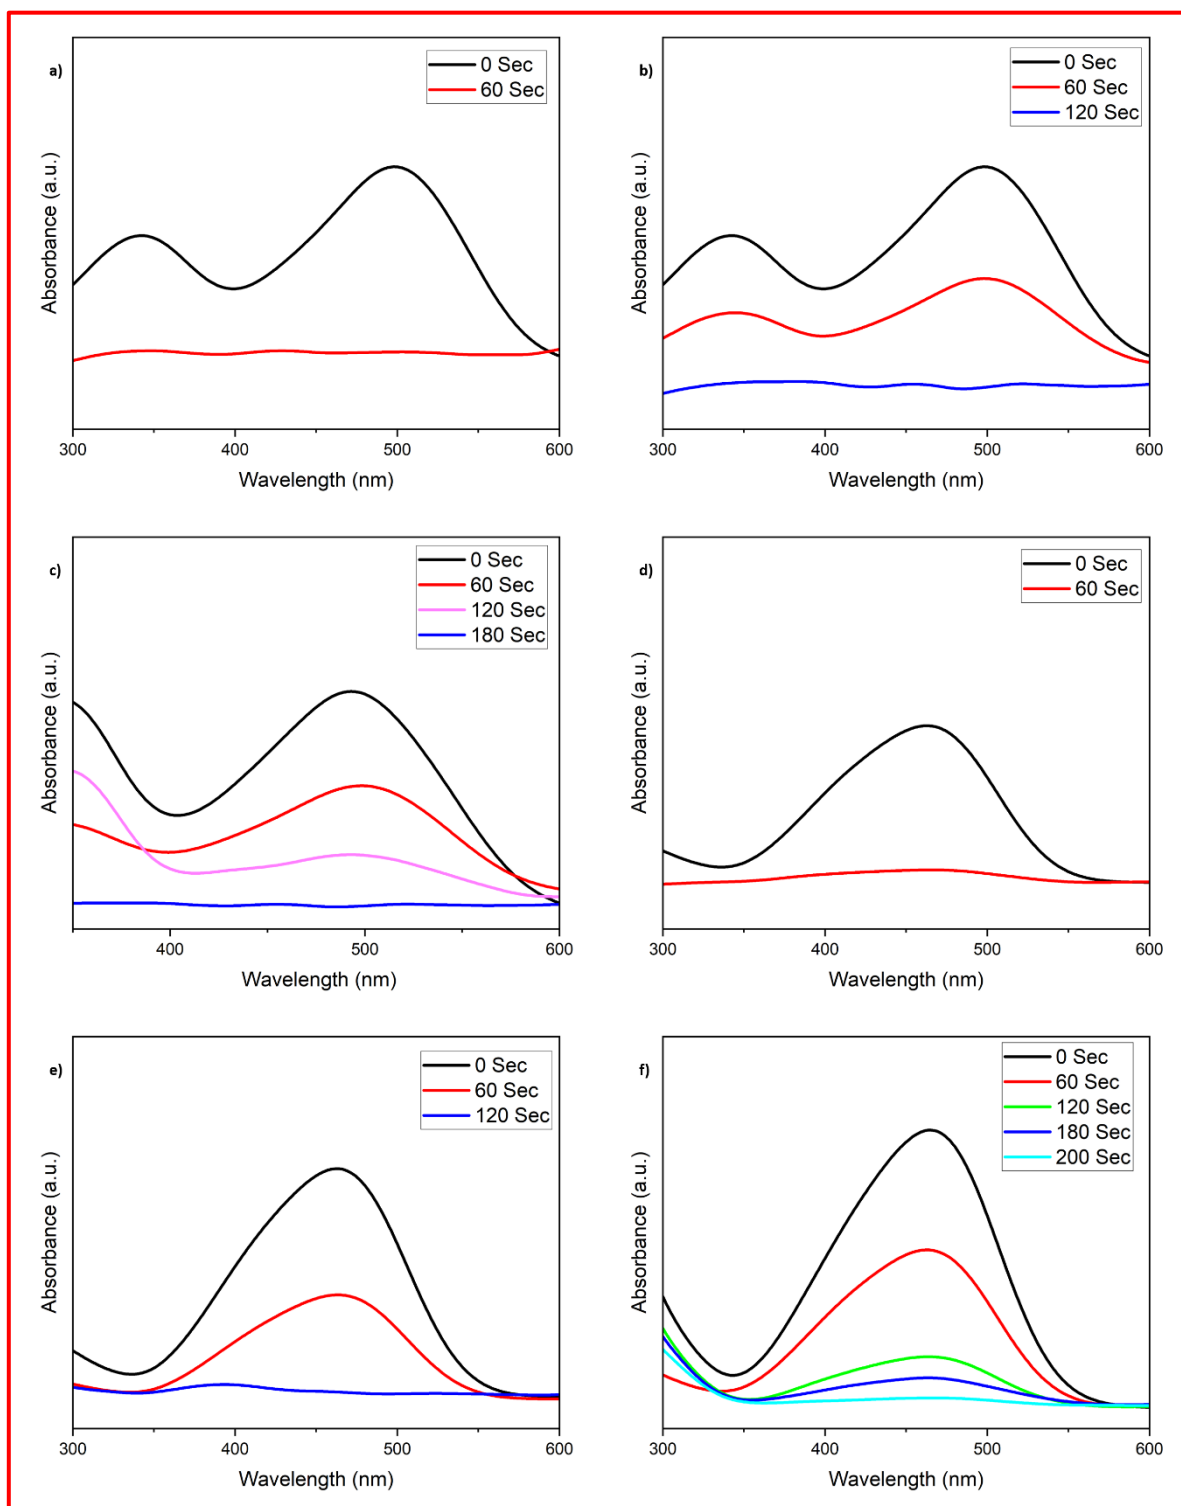 a)
0 Sec
60 Sec
Absorbance (a.u.)
300 400 500 600
Wavelength (nm)
b)
0 Sec
60 Sec
120 Sec
Absorbance (a.u.)
300 400 500 600
Wavelength (nm)
c)
0 Sec
60 Sec
120 Sec
180 Sec
Absorbance (a.u.)
400 500 600
Wavelength (nm)
d)
0 Sec
60 Sec
Absorbance (a.u.)
300 400 500 600
Wavelength (nm)
e)
0 Sec
60 Sec
120 Sec
Absorbance (a.u.)
300 400 500 600
Wavelength (nm)
f)
0 Sec
60 Sec
120 Sec
180 Sec
200 Sec
Absorbance (a.u.)
300 400 500 600
Wavelength (nm)